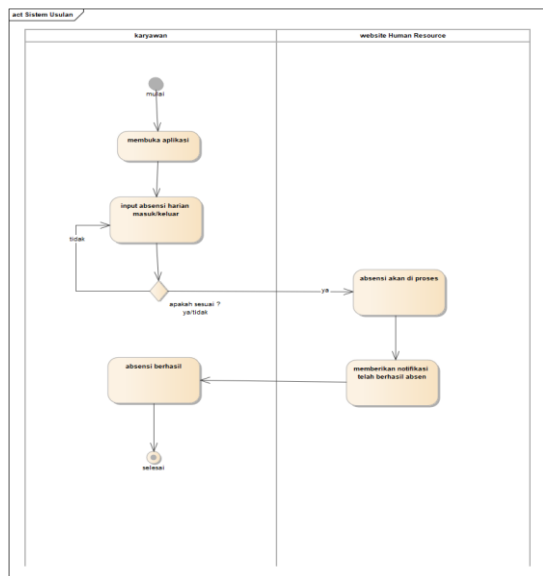 act Sistem Usulan
karyawan
website Human Resource
mulai
membuka aplikasi
input absensi harian
masuk/keluar
tidak
apakah sesuai ?
ya/tidak
ya
absensi akan di proses
memberikan notifikasi
telah berhasil absen
absensi berhasil
selesai